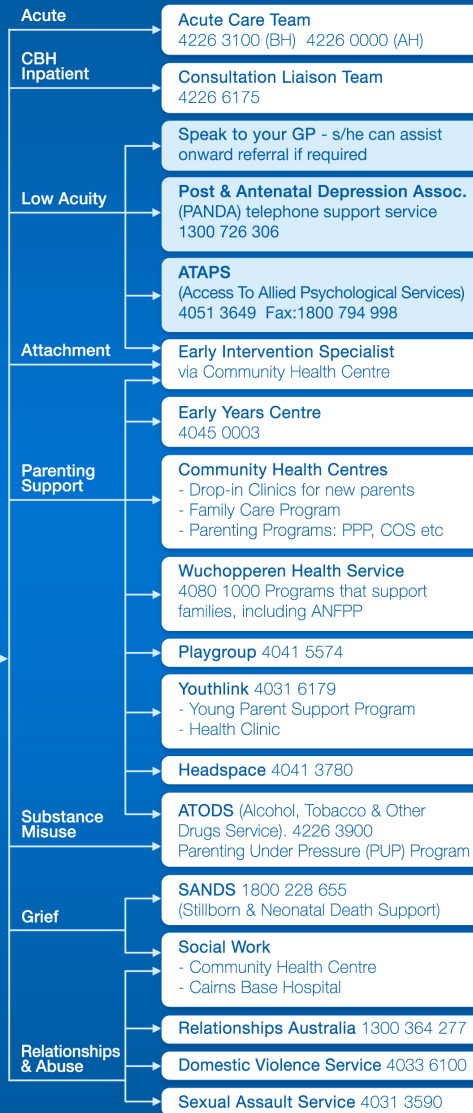 Acute
Acute Care Team
4226 3100 (BH)  4226 0000 (AH)
CBH
Inpatient
Consultation Liaison Team
4226 6175
Low Acuity
Speak to your GP - s/he can assist
onward referral if required
Post & Antenatal Depression Assoc.
(PANDA) telephone support service
1300 726 306
ATAPS
(Access To Allied Psychological Services)
4051 3649  Fax:1800 794 998
Attachment
Early Intervention Specialist
via Community Health Centre
Parenting
Support
Early Years Centre
4045 0003
Community Health Centres
- Drop-in Clinics for new parents
- Family Care Program
- Parenting Programs: PPP, COS etc
Wuchopperen Health Service
4080 1000 Programs that support
families, including ANFPP
Playgroup 4041 5574
Youthlink 4031 6179
- Young Parent Support Program
- Health Clinic
Headspace 4041 3780
Substance
Misuse
ATODS (Alcohol, Tobacco & Other
Drugs Service). 4226 3900
Parenting Under Pressure (PUP) Program
Grief
SANDS 1800 228 655
(Stillborn & Neonatal Death Support)
Social Work
- Community Health Centre
- Cairns Base Hospital
Relationships
& Abuse
Relationships Australia 1300 364 277
Domestic Violence Service 4033 6100
Sexual Assault Service 4031 3590